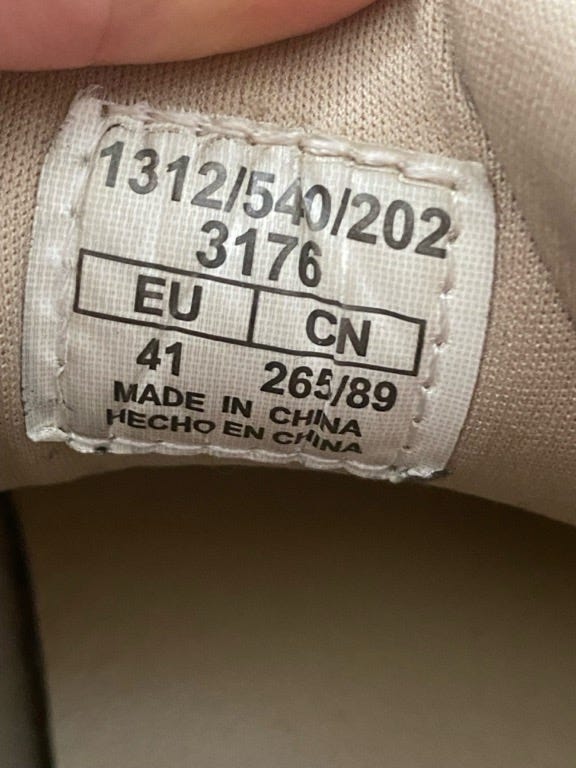 1312/540/202
3176
EU CN
41 265/89
MADE IN CHINA
HECHO EN CHINA